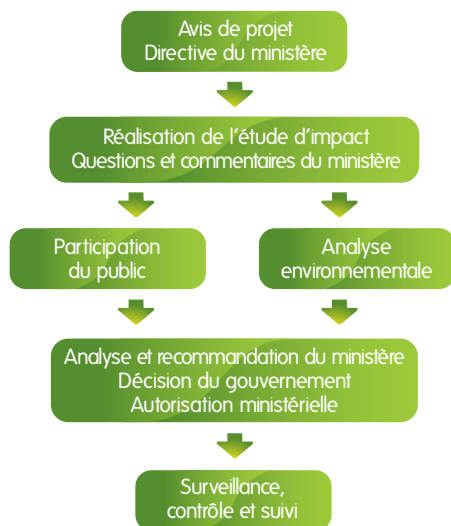 Avis de projet
Directive du ministère
Réalisation de l'étude d'impact
Questions et commentaires du ministère
Participation
du public
Analyse
environnementale
Analyse et recommandation du ministère
Décision du gouvernement
Autorisation ministérielle
Surveillance,
contrôle et suivi